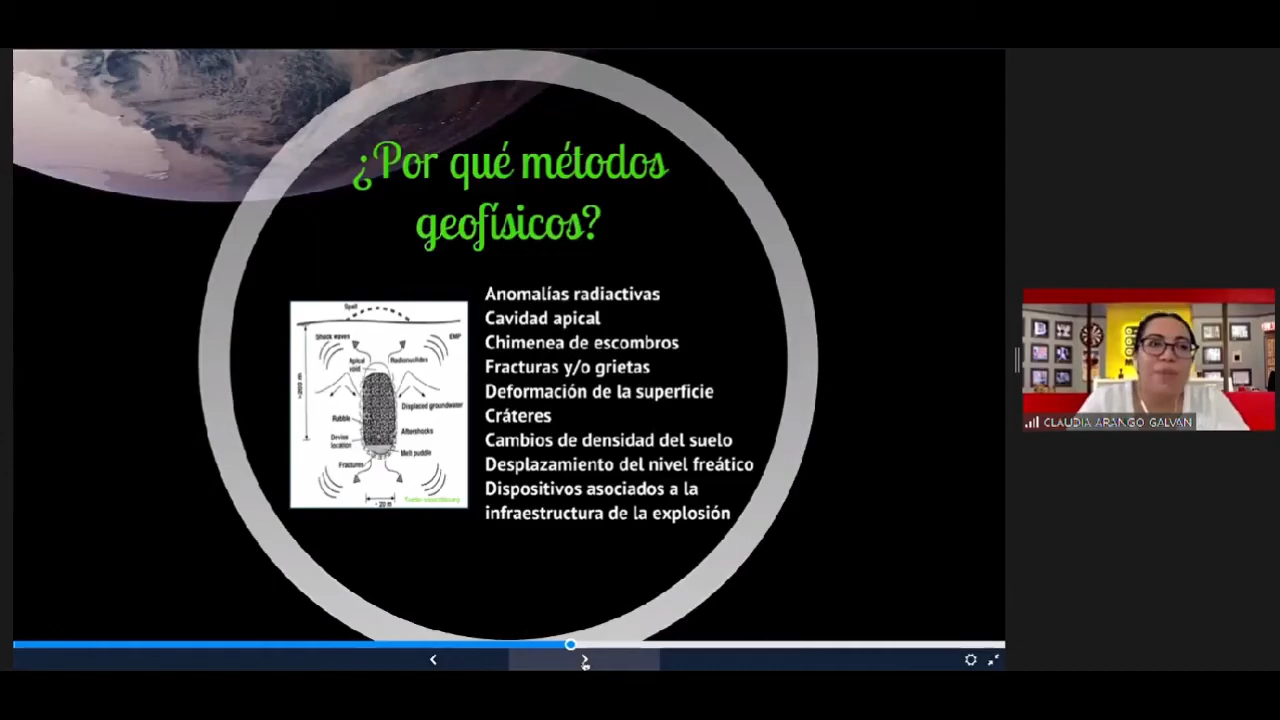 ¿Por qué métodos
geofísicos?
Anomalías radiactivas
Cavidad apical
Chimenea de escombros
Fracturas y/o grietas
Deformación de la superficie
Cráteres
Cambios de densidad del suelo
Desplazamiento del nivel freático
Dispositivos asociados a la
infraestructura de la explosión
Spall
Shock waves
EMP
Apical
void
Radionuclides
Displaced groundwater
Rubble
Aftershocks
Device
location
Melt puddle
Fractures
~20 m
CLAUDIA ARANGO GALVAN